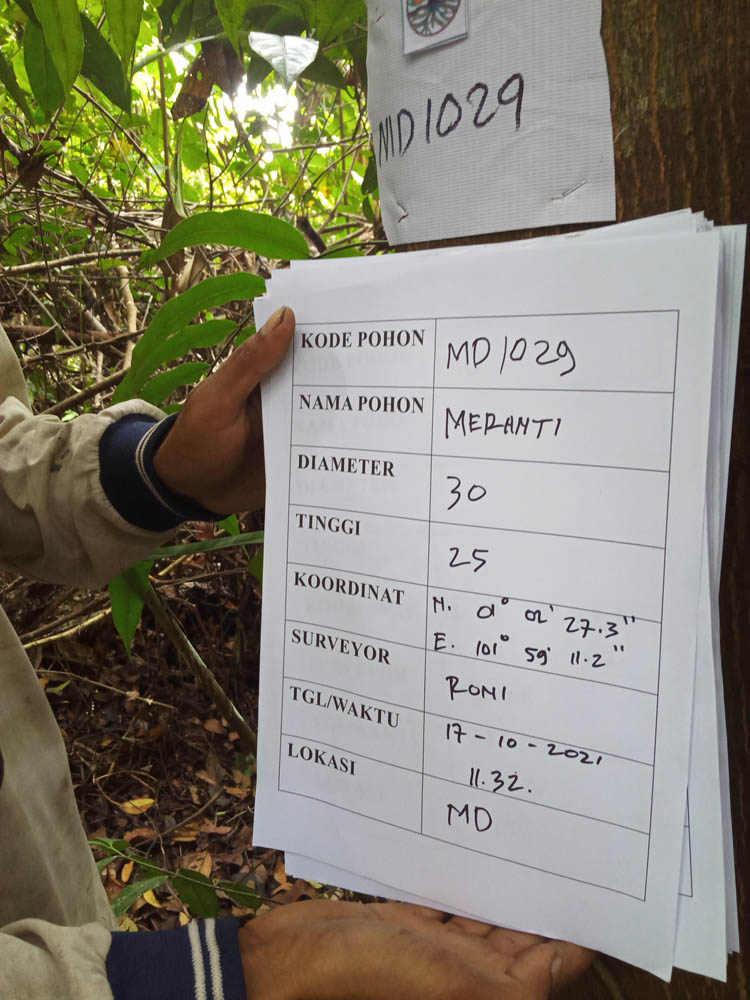 MD1029
KODE POHON MD1029
NAMA POHON MERANTI
DIAMETER 30
TINGGI 25
KOORDINAT N. 0° 02' 27.3"
E. 101° 59' 11.2"
SURVEYOR RONI
TGL/WAKTU 17-10-2021
11.32.
LOKASI MD